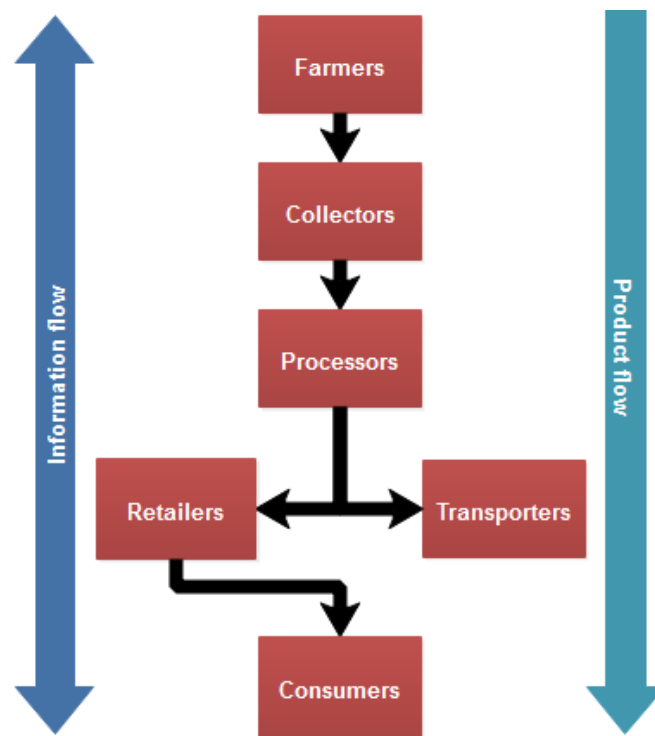 Farmers
Collectors
Processors
Retailers
Transporters
Consumers
Information flow
Product flow